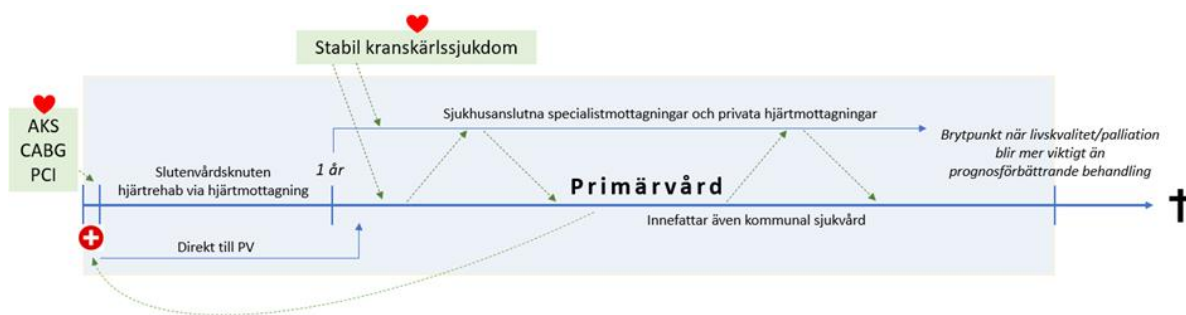 Stabil kranskärlssjukdom
AKS
CABG
PCI
Sjukhusanslutna specialistmottagningar och privata hjärtmottagningar
Brytpunkt när livskvalitet/palliation
blir mer viktigt än
prognosförbättrande behandling
Slutenvårdsknuten
hjärtrehab via hjärtmottagning
1 år
Primärvård
Innefattar även kommunal sjukvård
Direkt till PV